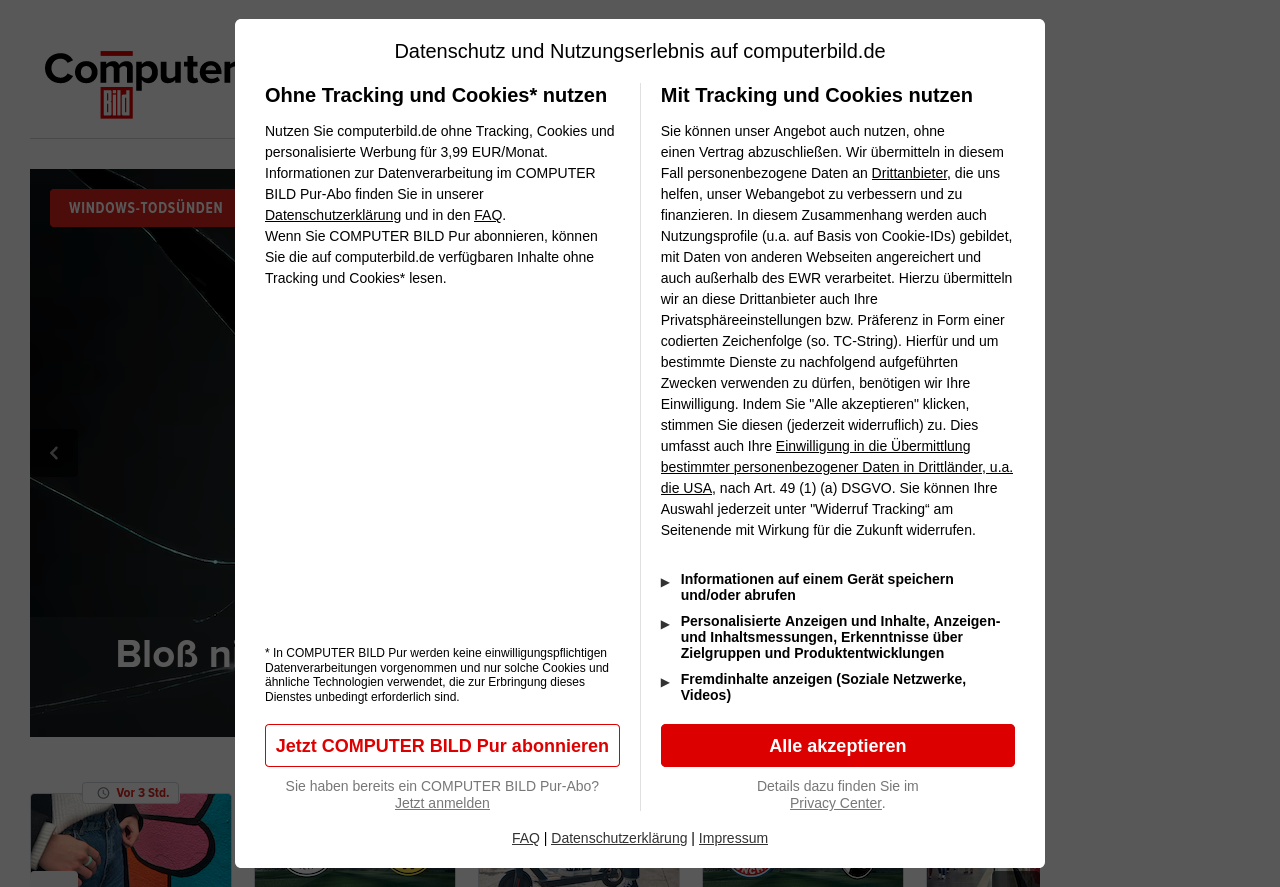 Datenschutz und Nutzungserlebnis auf computerbild.de
Computer
Bild
WINDOWS-TODSÜNDEN
Bloß ni
Vor 3 Std.
Ohne Tracking und Cookies* nutzen
Nutzen Sie computerbild.de ohne Tracking, Cookies und
personalisierte Werbung für 3,99 EUR/Monat.
Informationen zur Datenverarbeitung im COMPUTER
BILD Pur-Abo finden Sie in unserer
Datenschutzerklärung und in den FAQ.
Wenn Sie COMPUTER BILD Pur abonnieren, können
Sie die auf computerbild.de verfügbaren Inhalte ohne
Tracking und Cookies* lesen.
* In COMPUTER BILD Pur werden keine einwilligungspflichtigen
Datenverarbeitungen vorgenommen und nur solche Cookies und
ähnliche Technologien verwendet, die zur Erbringung dieses
Dienstes unbedingt erforderlich sind.
Jetzt COMPUTER BILD Pur abonnieren
Sie haben bereits ein COMPUTER BILD Pur-Abo?
Jetzt anmelden
Mit Tracking und Cookies nutzen
Sie können unser Angebot auch nutzen, ohne
einen Vertrag abzuschließen. Wir übermitteln in diesem
Fall personenbezogene Daten an Drittanbieter, die uns
helfen, unser Webangebot zu verbessern und zu
finanzieren. In diesem Zusammenhang werden auch
Nutzungsprofile (u.a. auf Basis von Cookie-IDs) gebildet,
mit Daten von anderen Webseiten angereichert und
auch außerhalb des EWR verarbeitet. Hierzu übermitteln
wir an diese Drittanbieter auch Ihre
Privatsphäreeinstellungen bzw. Präferenz in Form einer
codierten Zeichenfolge (so. TC-String). Hierfür und um
bestimmte Dienste zu nachfolgend aufgeführten
Zwecken verwenden zu dürfen, benötigen wir Ihre
Einwilligung. Indem Sie "Alle akzeptieren" klicken,
stimmen Sie diesen (jederzeit widerruflich) zu. Dies
umfasst auch Ihre Einwilligung in die Übermittlung
bestimmter personenbezogener Daten in Drittländer, u.a.
die USA, nach Art. 49 (1) (a) DSGVO. Sie können Ihre
Auswahl jederzeit unter "Widerruf Tracking“ am
Seitenende mit Wirkung für die Zukunft widerrufen.
Informationen auf einem Gerät speichern
und/oder abrufen
Personalisierte Anzeigen und Inhalte, Anzeigen-
und Inhaltsmessungen, Erkenntnisse über
Zielgruppen und Produktentwicklungen
Fremdinhalte anzeigen (Soziale Netzwerke,
Videos)
Alle akzeptieren
Details dazu finden Sie im
Privacy Center.
FAQ | Datenschutzerklärung | Impressum